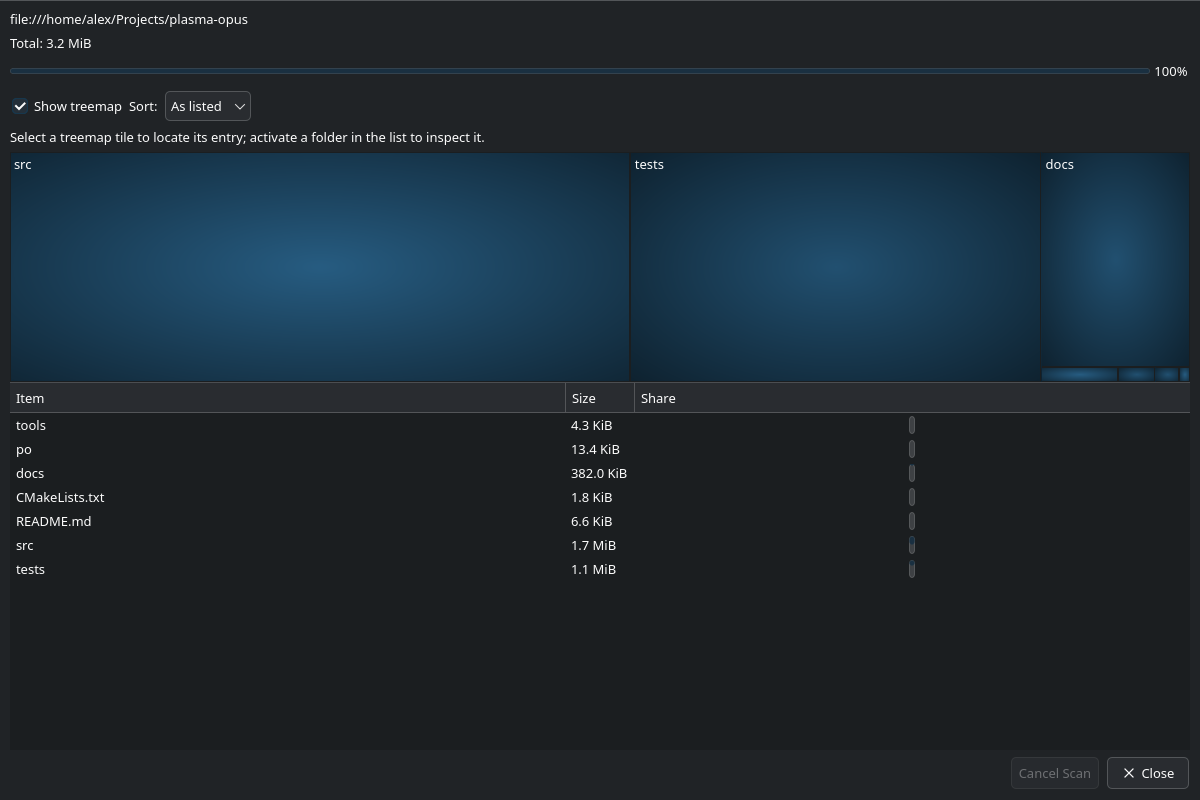 file:///home/alex/Projects/plasma-opus
Total: 3.2 MiB
100%
Show treemap Sort: As listed
Select a treemap tile to locate its entry; activate a folder in the list to inspect it.
src tests docs
Item Size Share
tools 4.3 KiB
po 13.4 KiB
docs 382.0 KiB
CMakeLists.txt 1.8 KiB
README.md 6.6 KiB
src 1.7 MiB
tests 1.1 MiB
Cancel Scan Close